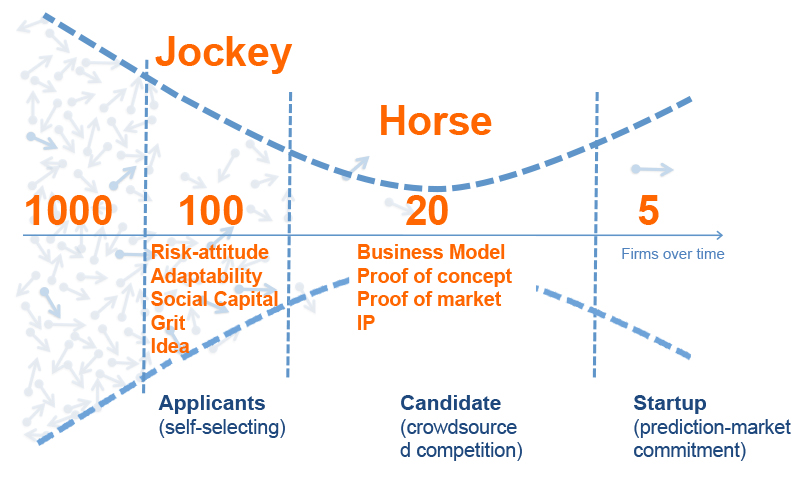 Jockey
Horse
1000
100
20
5
Firms over time
Risk-attitude
Adaptability
Social Capital
Grit
Idea
Business Model
Proof of concept
Proof of market
IP
Applicants
(self-selecting)
Candidate
(crowdsource
d competition)
Startup
(prediction-market
commitment)